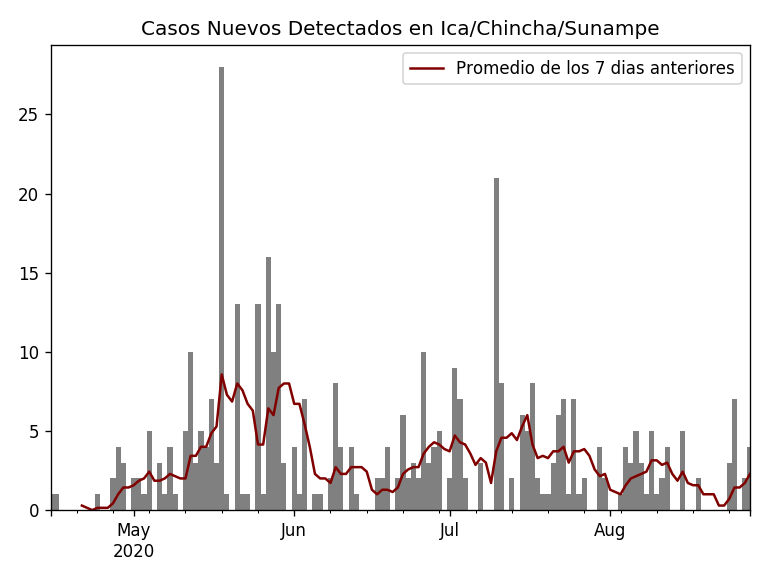 Casos Nuevos Detectados en Ica/Chincha/Sunampe
Promedio de los 7 dias anteriores
25
20
15
10
5
0
May
2020
Jun
Jul
Aug